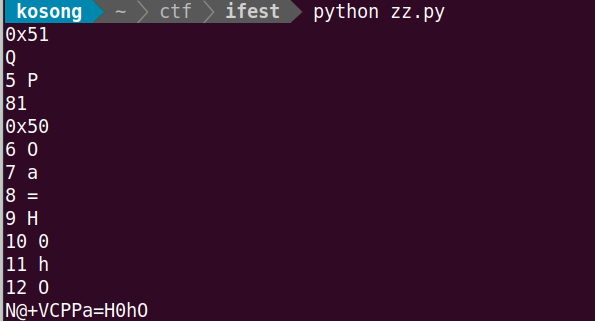 kosong ~ ctf ifest python zz.py
0x51
Q
5 P
81
0x50
6 O
7 a
8 =
9 H
10 0
11 h
12 O
N@+VCPPa=H0hO